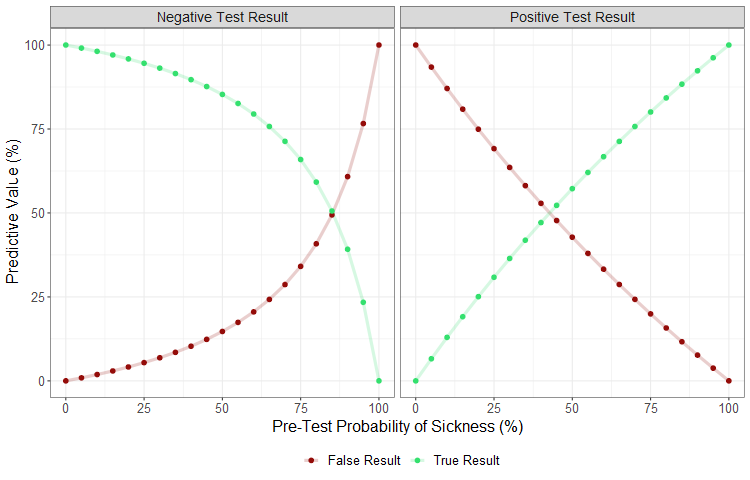 Negative Test Result
Positive Test Result
Predictive Value (%)
100
75
50
25
0
0 25 50 75 100
0 25 50 75 100
Pre-Test Probability of Sickness (%)
False Result True Result